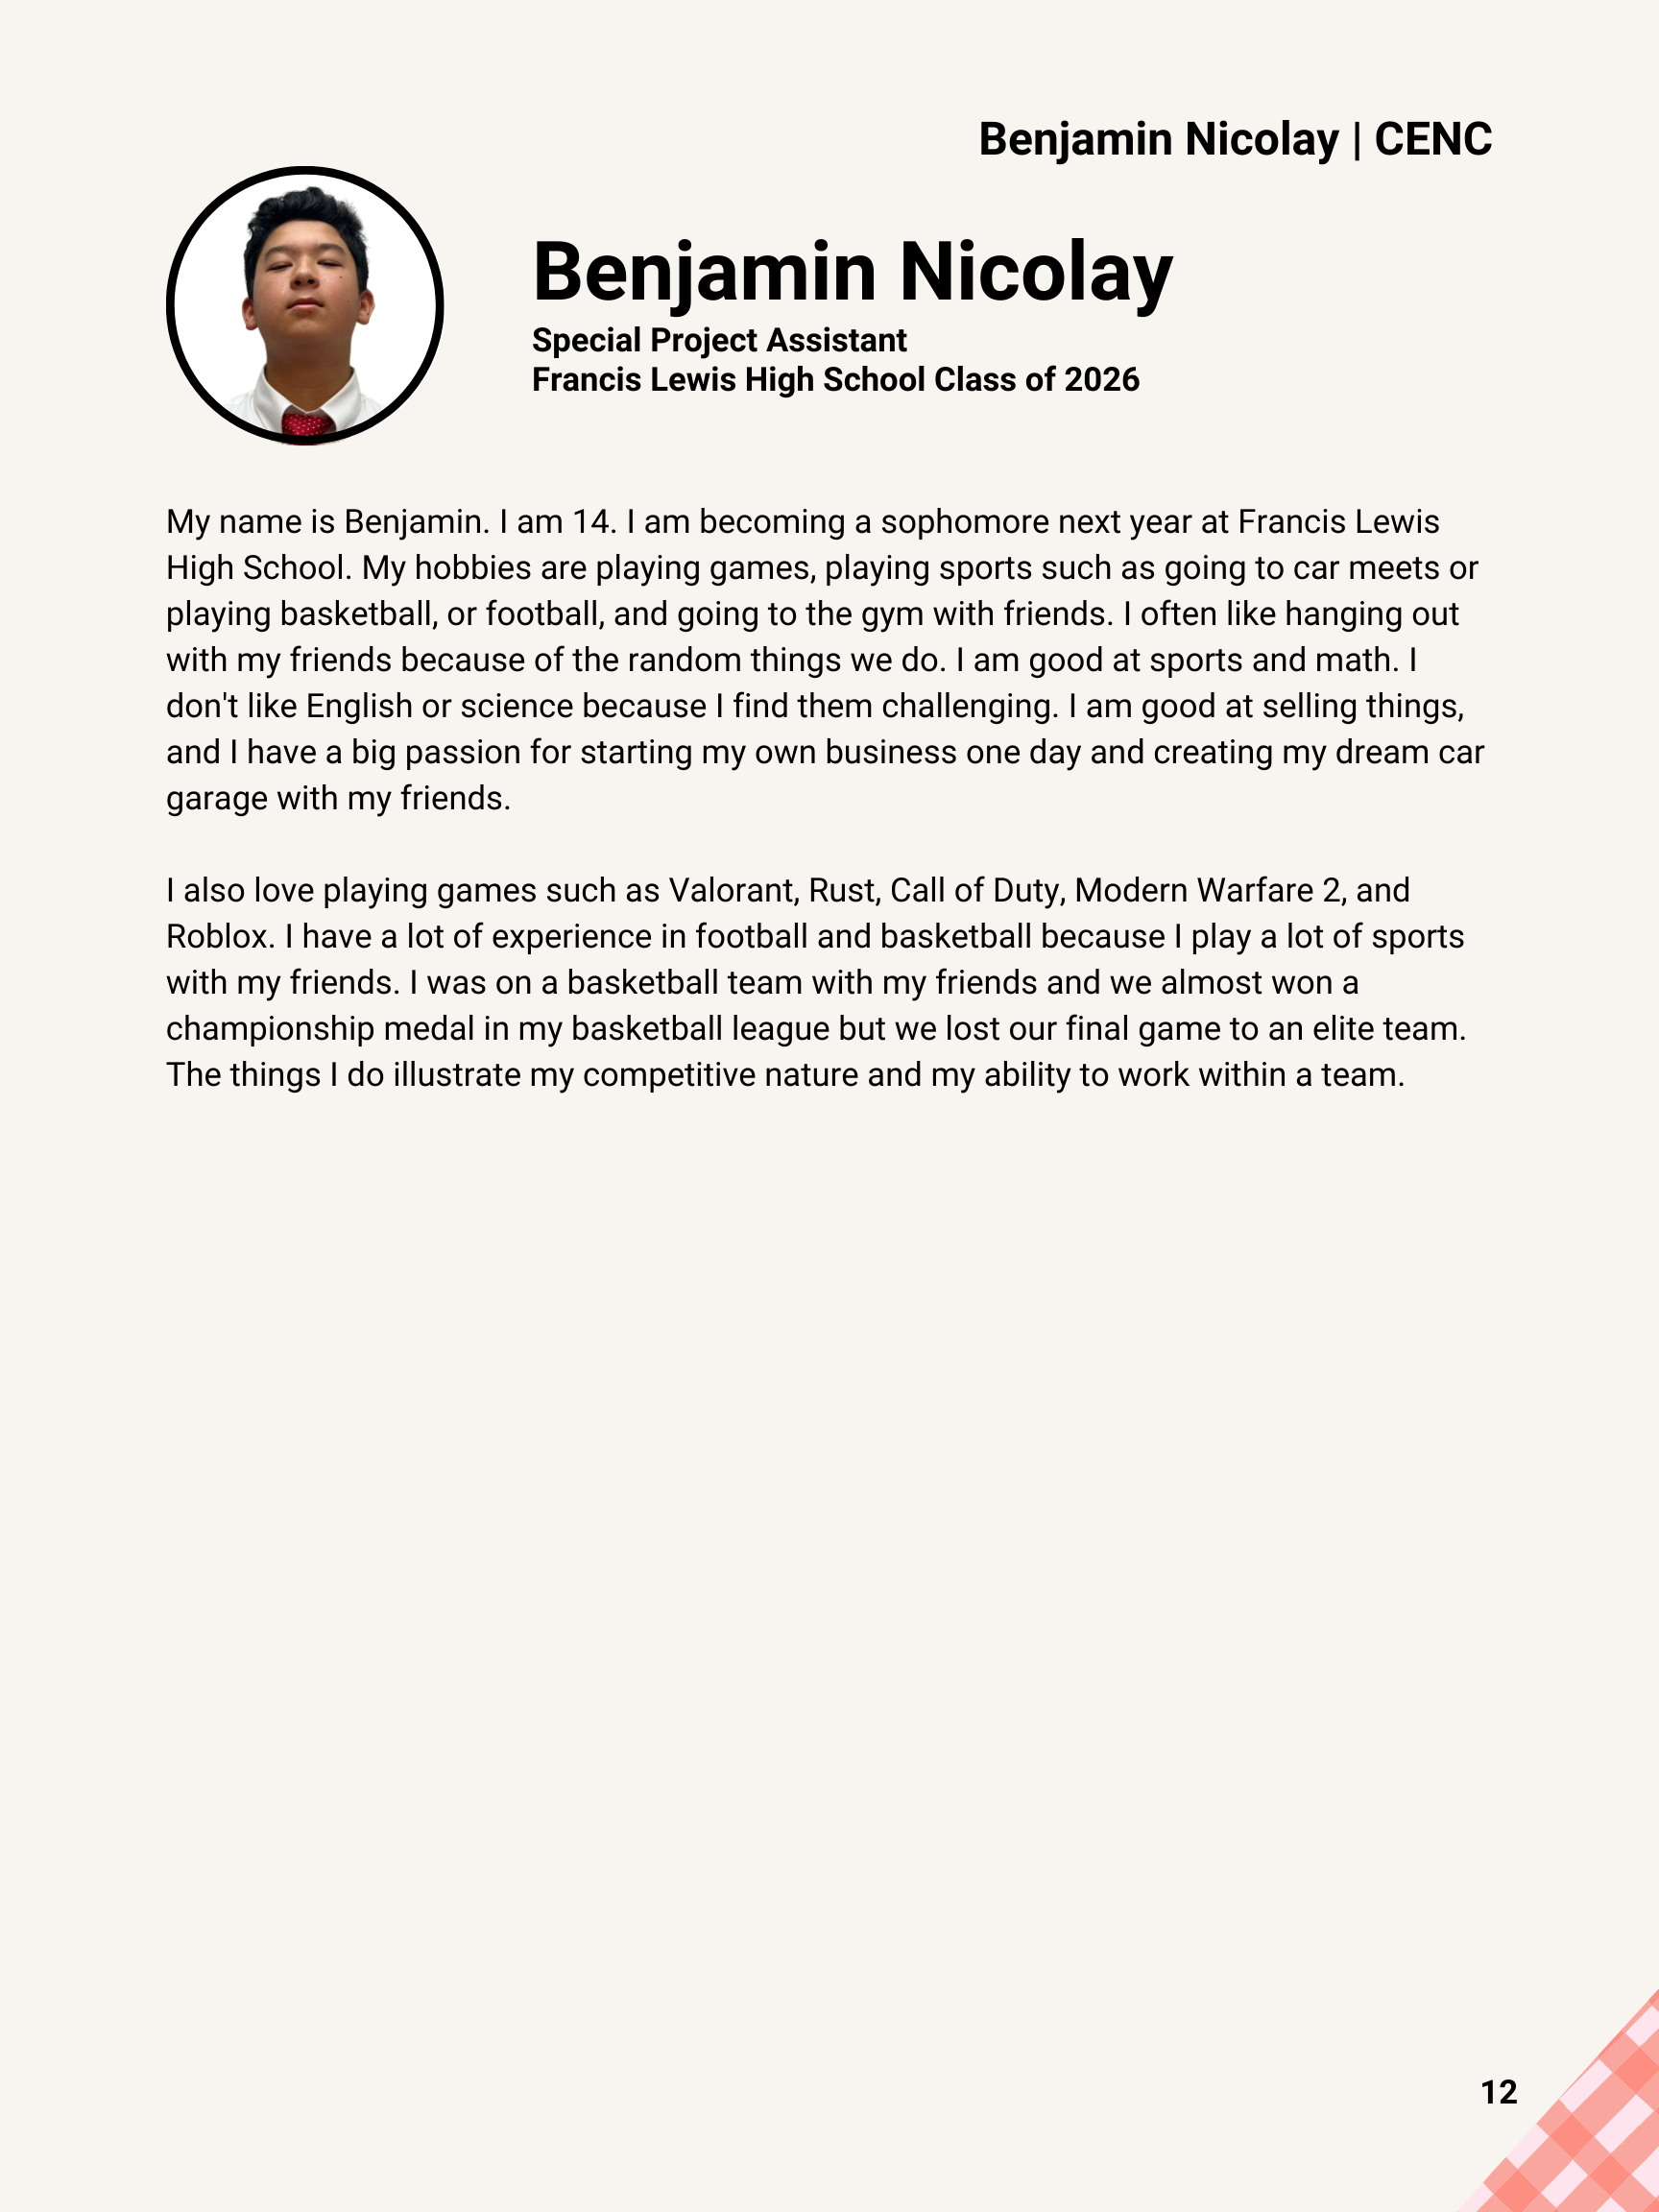 Benjamin Nicolay | CENC
Benjamin Nicolay
Special Project Assistant
Francis Lewis High School Class of 2026
My name is Benjamin. I am 14. I am becoming a sophomore next year at Francis Lewis
High School. My hobbies are playing games, playing sports such as going to car meets or
playing basketball, or football, and going to the gym with friends. I often like hanging out
with my friends because of the random things we do. I am good at sports and math. I
don't like English or science because I find them challenging. I am good at selling things,
and I have a big passion for starting my own business one day and creating my dream car
garage with my friends.
I also love playing games such as Valorant, Rust, Call of Duty, Modern Warfare 2, and
Roblox. I have a lot of experience in football and basketball because I play a lot of sports
with my friends. I was on a basketball team with my friends and we almost won a
championship medal in my basketball league but we lost our final game to an elite team.
The things I do illustrate my competitive nature and my ability to work within a team.
12